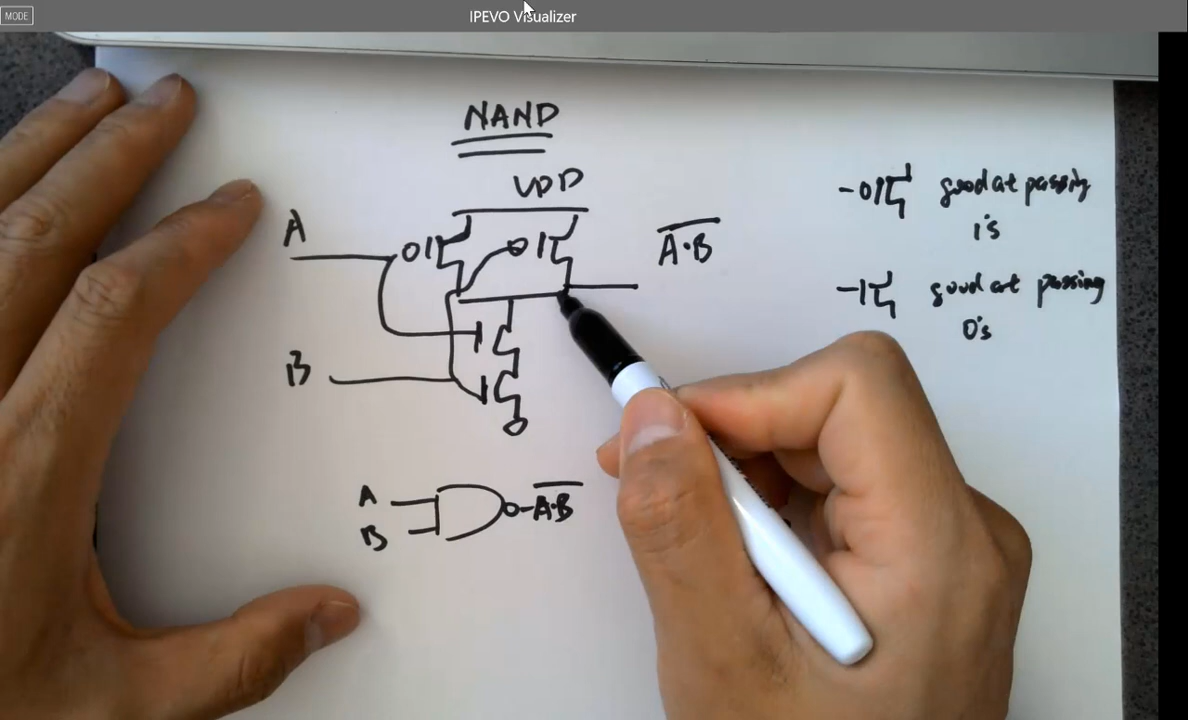 MODE
IPEVO Visualizer
NAND
VDD
A
B
A·B
good at passing
1's
good at passing
0's
A
B
A·B